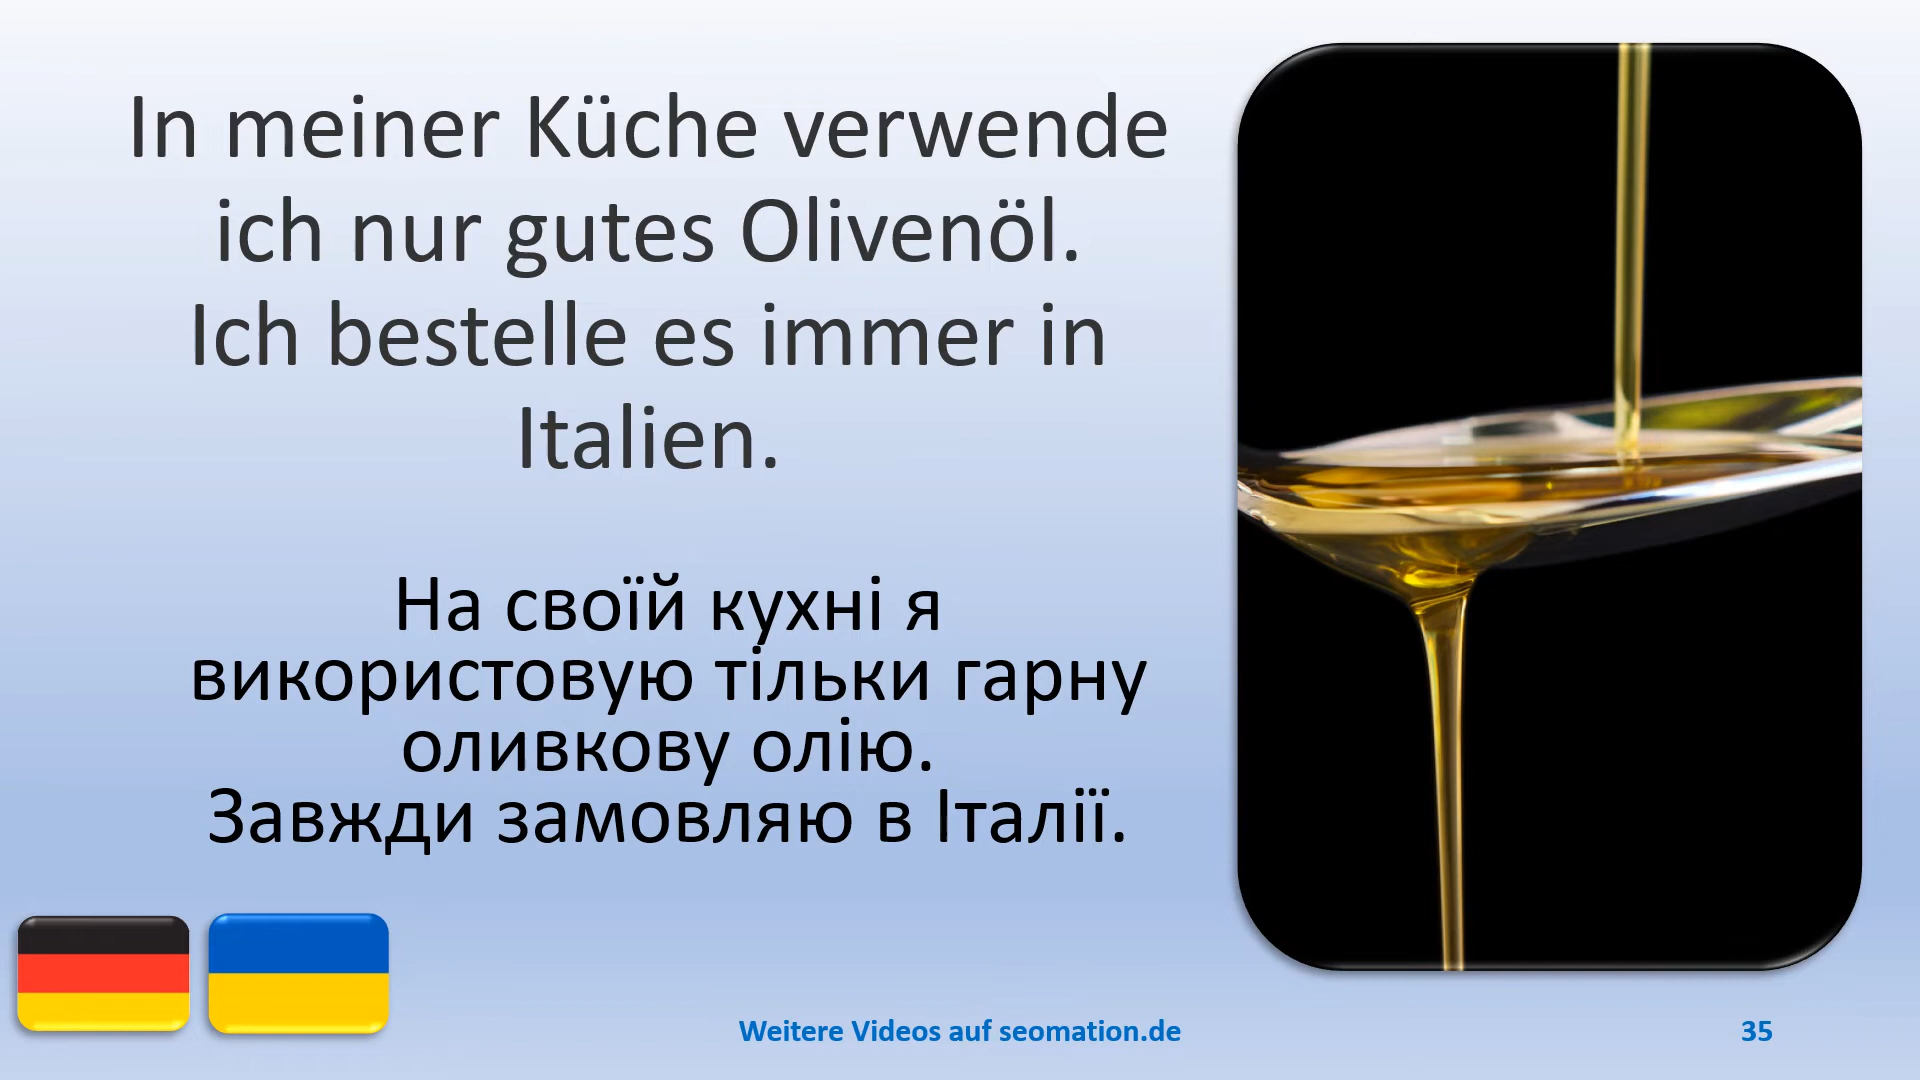 In meiner Küche verwende
ich nur gutes Olivenöl.
Ich bestelle es immer in
Italien.
На своїй кухні я
використовую тільки гарну
оливкову олію.
Завжди замовляю в Італії.
Weitere Videos auf seomation.de
35